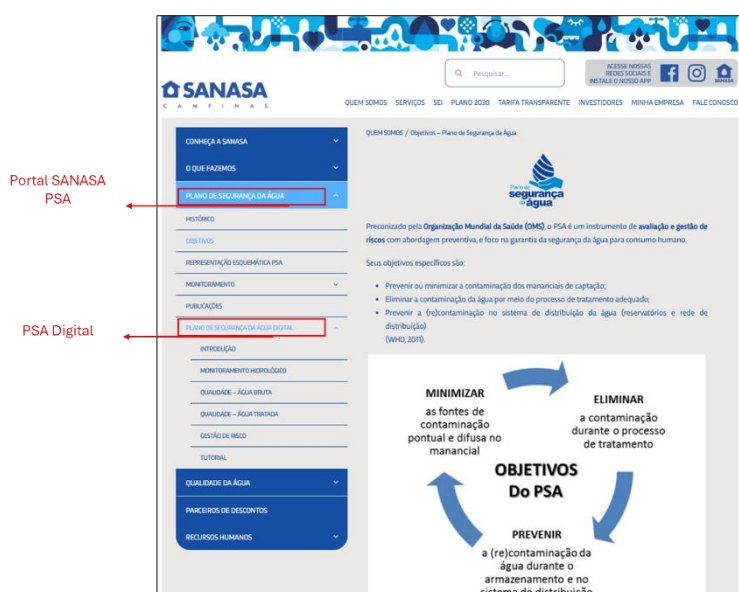 Pesquisar...
ACESSE NOSSAS
REDES SOCIAIS E
INSTALE O NOSSO APP
SANASA
SANASA
CAMPINAS
QUEM SOMOS SERVIÇOS SEI PLANO 2030 TARIFA TRANSPARENTE INVESTIDORES MINHA EMPRESA FALE CONOSCO
Portal SANASA
PSA
PSA Digital
CONHEÇA A SANASA
O QUE FAZEMOS
PLANO DE SEGURANÇA DA ÁGUA
HISTÓRICO
OBJETIVOS
REPRESENTAÇÃO ESQUEMÁTICA PSA
MONITORAMENTO
PUBLICAÇÕES
PLANO DE SEGURANÇA DA ÁGUA DIGITAL
INTRODUÇÃO
MONITORAMENTO HIDROLÓGICO
QUALIDADE – ÁGUA BRUTA
QUALIDADE – ÁGUA TRATADA
GESTÃO DE RISCO
TUTORIAL
QUALIDADE DA ÁGUA
PARCEIROS DE DESCONTOS
RECURSOS HUMANOS
QUEM SOMOS / Objetivos – Plano de Segurança da Água
Plano de
segurança
da água
Preconizado pela Organização Mundial da Saúde (OMS), o PSA é um instrumento de avaliação e gestão de
riscos com abordagem preventiva, e foco na garantia da segurança da água para consumo humano.
Seus objetivos específicos são:
• Prevenir ou minimizar a contaminação dos mananciais de captação;
• Eliminar a contaminação da água por meio do processo de tratamento adequado;
• Prevenir a (re)contaminação no sistema de distribuição da água (reservatórios e rede de
distribuição)
(WHO, 2011).
MINIMIZAR
as fontes de
contaminação
pontual e difusa no
manancial
ELIMINAR
a contaminação
durante o processo
de tratamento
OBJETIVOS
Do PSA
PREVENIR
a (re)contaminação da
água durante o
armazenamento e no
sistema de distribuição